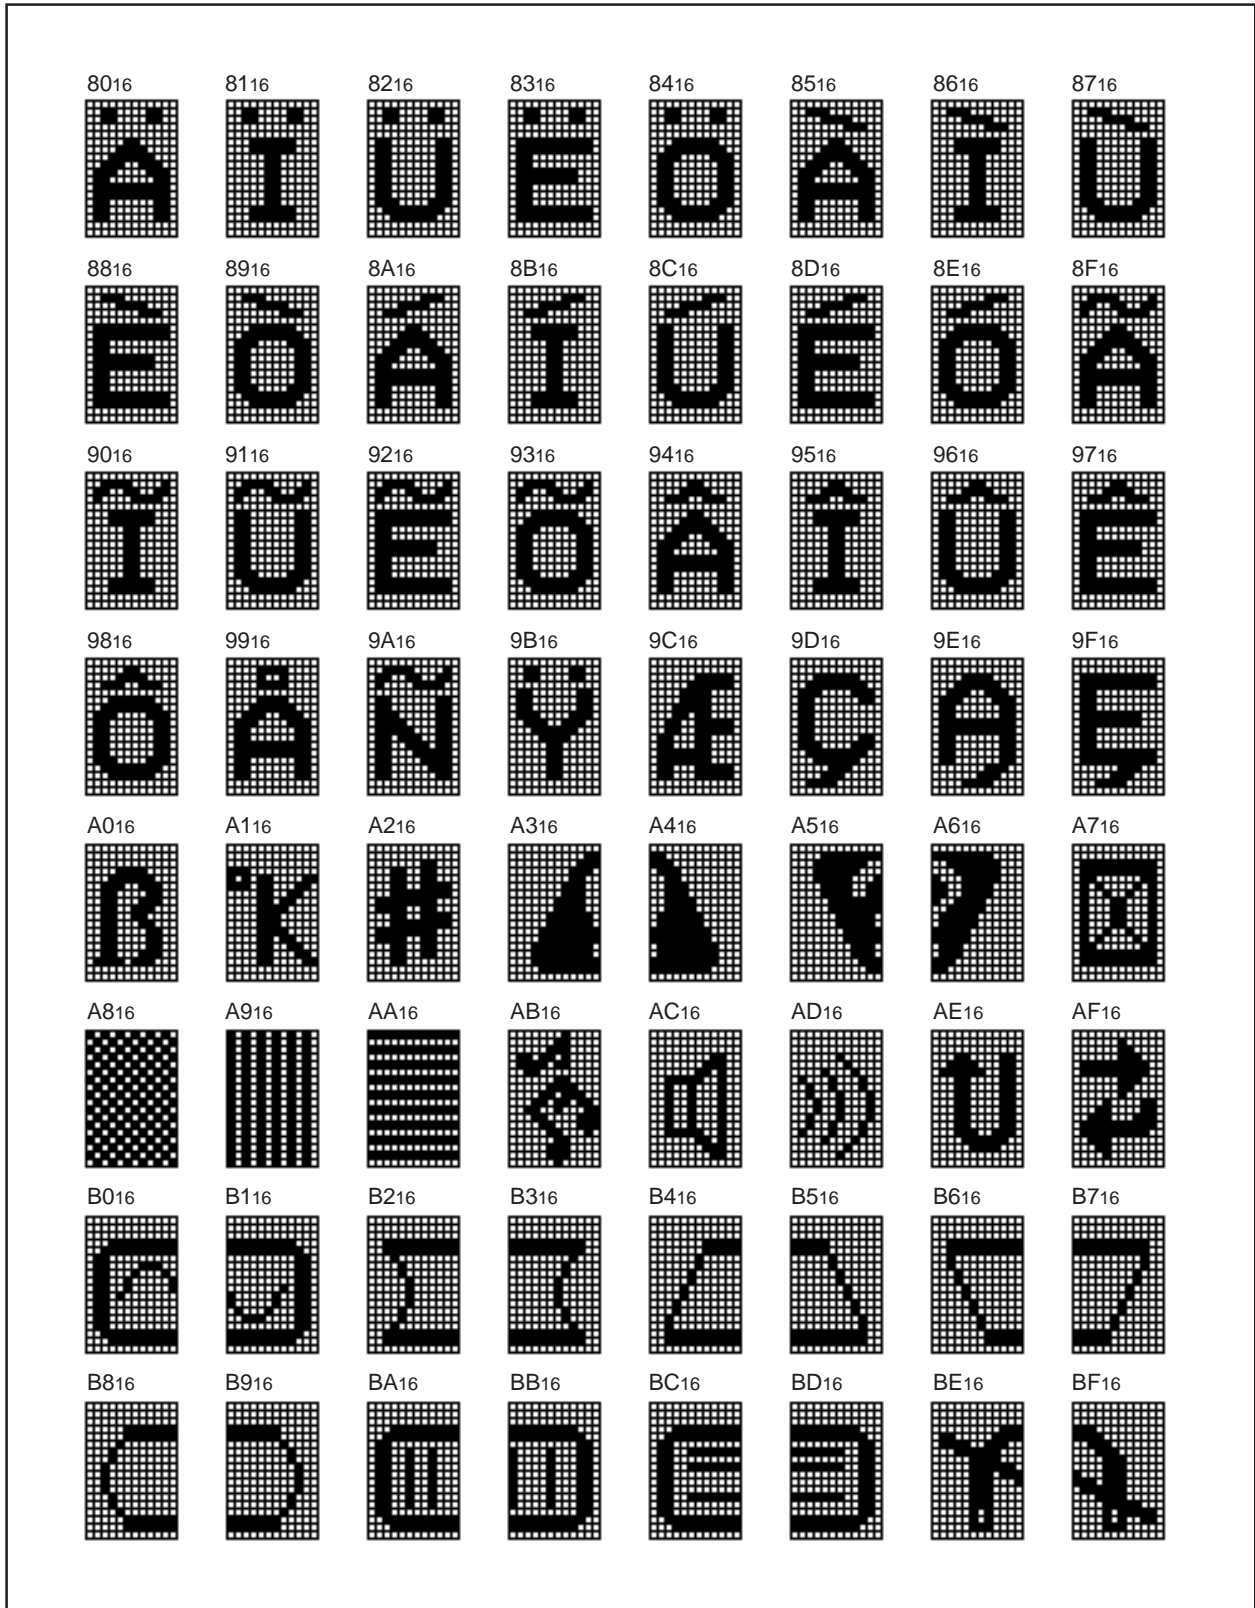 8016 8116 8216 8316 8416 8516 8616 8716
Ä Ï Ü Ë Ö À Ì Ù
8816 8916 8A16 8B16 8C16 8D16 8E16 8F16
È Ò Á Í Ú É Ó Ã
9016 9116 9216 9316 9416 9516 9616 9716
Ĩ Ũ Ẽ Õ Â Î Û Ê
9816 9916 9A16 9B16 9C16 9D16 9E16 9F16
Ô Å Ñ Ÿ Æ Ç Ą Ę
A016 A116 A216 A316 A416 A516 A616 A716
ß °K #
A816 A916 AA16 AB16 AC16 AD16 AE16 AF16
B016 B116 B216 B316 B416 B516 B616 B716
B816 B916 BA16 BB16 BC16 BD16 BE16 BF16